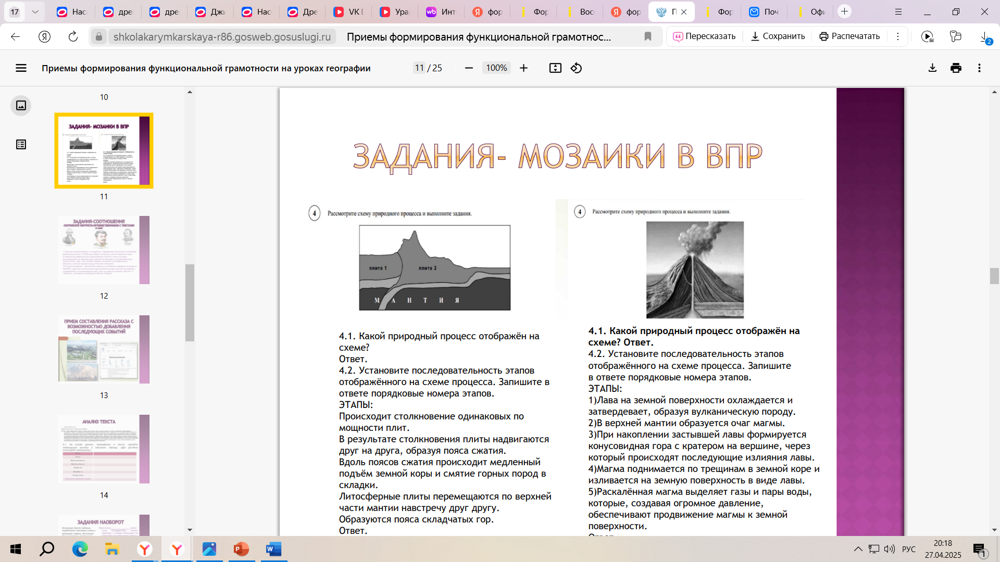 17
Нас
дре
дре
Джи
Нас
Дре
VK В
Ура
Инт
фор
Фор
Вос
фор
П
Фор
Поч
Офи
shkolakarymkarskaya-r86.gosweb.gosuslugi.ru
Приемы формирования функциональной грамотнос...
Пересказать
Сохранить
Распечатать
2
Приемы формирования функциональной грамотности на уроках географии
11 / 25
100%
10
ЗАДАНИЯ- МОЗАИКИ В ВПР
11
ЗАДАНИЯ-СООТНОШЕНИЯ
12
ПРИЕМ СОСТАВЛЕНИЯ РАССКАЗА С
ВОЗМОЖНОСТЬЮ ДОБАВЛЕНИЯ
ПОСЛЕДУЮЩИХ СОБЫТИЙ
13
АНАЛИЗ ТЕКСТА
14
ЗАДАНИЯ НАОБОРОТ
ЗАДАНИЯ- МОЗАИКИ В ВПР
4 Рассмотрите схему природного процесса и выполните задания.
плита 1
плита 2
МАНТИЯ
4.1. Какой природный процесс отображён на
схеме?
Ответ.
4.2. Установите последовательность этапов
отображённого на схеме процесса. Запишите в
ответе порядковые номера этапов.
ЭТАПЫ:
Происходит столкновение одинаковых по
мощности плит.
В результате столкновения плиты надвигаются
друг на друга, образуя пояса сжатия.
Вдоль поясов сжатия происходит медленный
подъём земной коры и смятие горных пород в
складки.
Литосферные плиты перемещаются по верхней
части мантии навстречу друг другу.
Образуются пояса складчатых гор.
Ответ.
4 Рассмотрите схему природного процесса и выполните задания.
4.1. Какой природный процесс отображён на
схеме? Ответ.
4.2. Установите последовательность этапов
отображённого на схеме процесса. Запишите
в ответе порядковые номера этапов.
ЭТАПЫ:
1)Лава на земной поверхности охлаждается и
затвердевает, образуя вулканическую породу.
2)В верхней мантии образуется очаг магмы.
3)При накоплении застывшей лавы формируется
конусовидная гора с кратером на вершине, через
который происходят последующие излияния лавы.
4)Магма поднимается по трещинам в земной коре и
изливается на земную поверхность в виде лавы.
5)Раскалённая магма выделяет газы и пары воды,
которые, создавая огромное давление,
обеспечивают продвижение магмы к земной
поверхности.
РУС
20:18
27.04.2025
1